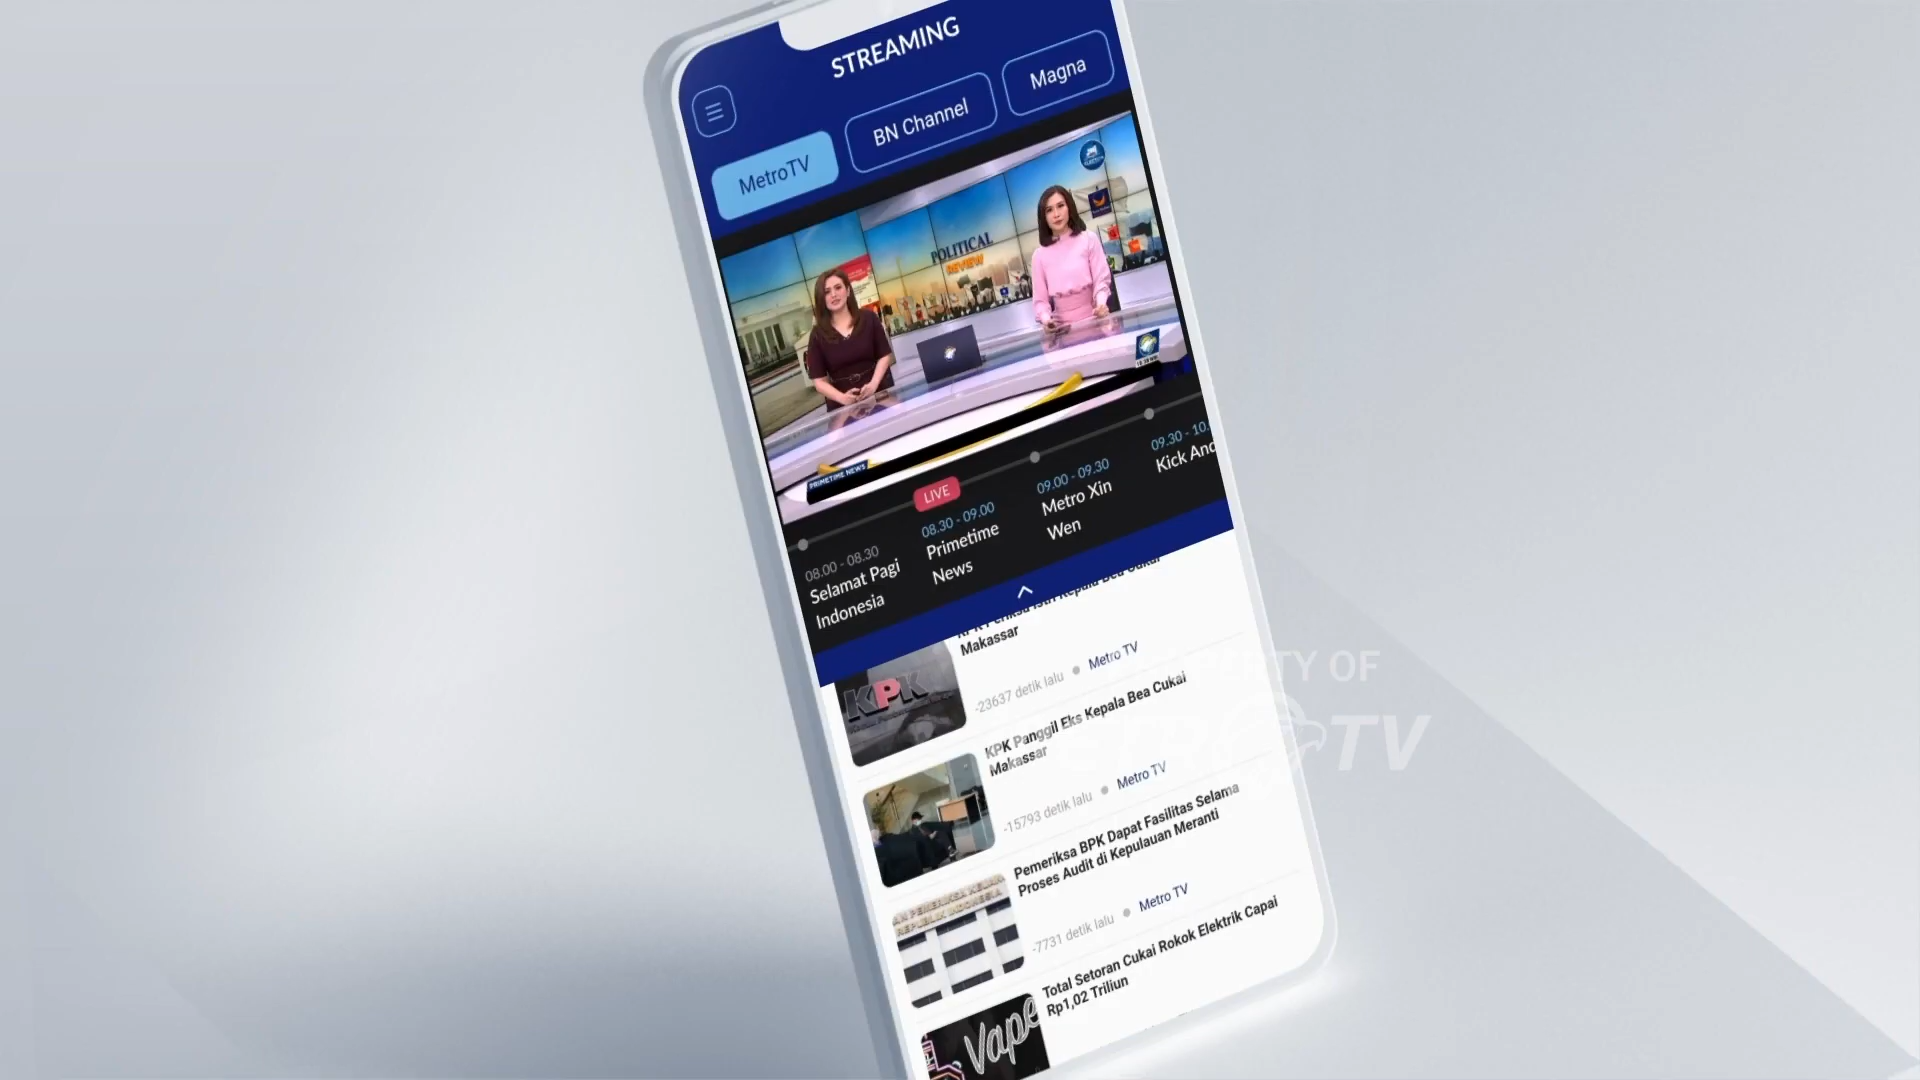 STREAMING
MetroTV
BN Channel
Magna
POLITICAL
REVIEW
PRIMETIME NEWS
LIVE
08.00 - 08.30
Selamat Pagi
Indonesia
08.30 - 09.00
Primetime
News
09.00 - 09.30
Metro Xin
Wen
09.30 - 10.
Kick And
Makassar
-23637 detik lalu • Metro TV
KPK
KPK Panggil Eks Kepala Bea Cukai
Makassar
-15793 detik lalu • Metro TV
Pemeriksa BPK Dapat Fasilitas Selama
Proses Audit di Kepulauan Meranti
-7731 detik lalu • Metro TV
REPUBLIK INDONESIA
Total Setoran Cukai Rokok Elektrik Capai
Rp1,02 Triliun
Vape
PERTY OF
TV